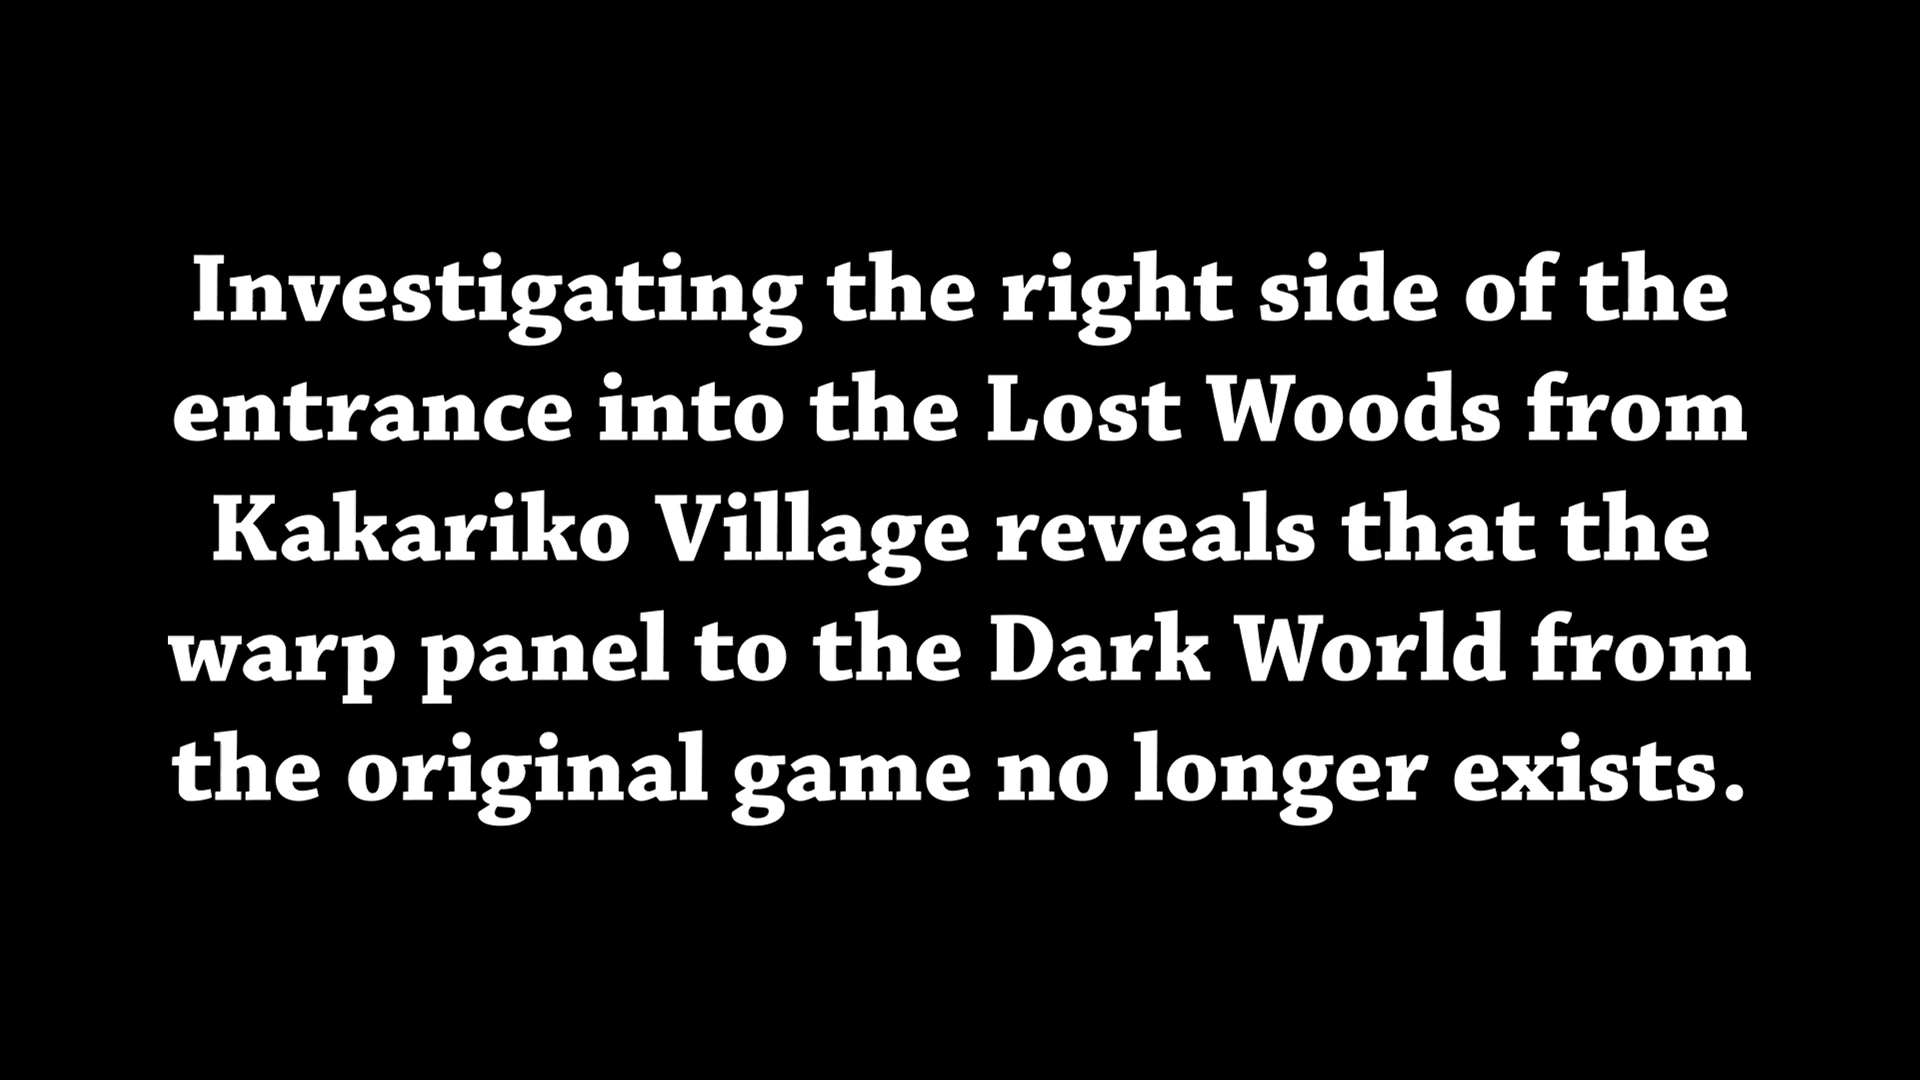 Investigating the right side of the
entrance into the Lost Woods from
Kakariko Village reveals that the
warp panel to the Dark World from
the original game no longer exists.